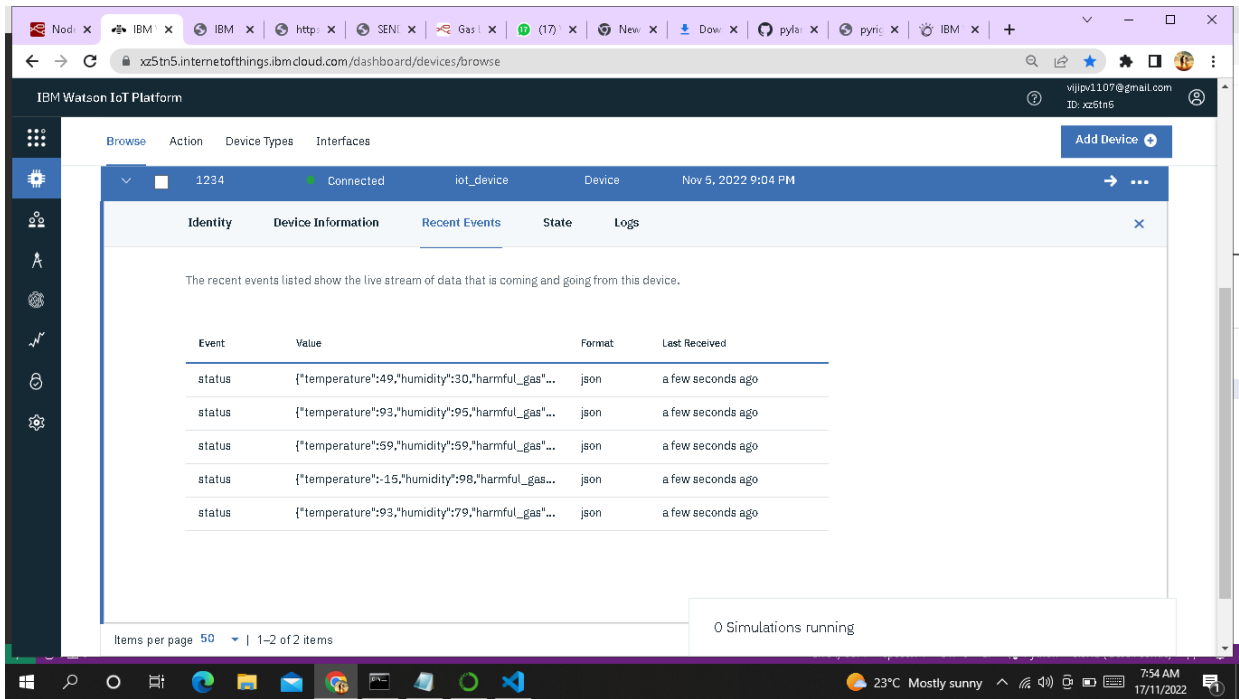 Node IBM W IBM https SEND Gas L (17) New Dow pylar pyrig IBM
xz5tn5.internetofthings.ibmcloud.com/dashboard/devices/browse
IBM Watson IoT Platform
vijipv1107@gmail.com
ID: xz5tn5
Browse Action Device Types Interfaces Add Device
1234 Connected iot_device Device Nov 5, 2022 9:04 PM
Identity Device Information Recent Events State Logs
The recent events listed show the live stream of data that is coming and going from this device.
Event Value Format Last Received
status {"temperature":49,"humidity":30,"harmful_gas"... json a few seconds ago
status {"temperature":93,"humidity":95,"harmful_gas"... json a few seconds ago
status {"temperature":59,"humidity":59,"harmful_gas"... json a few seconds ago
status {"temperature":-15,"humidity":98,"harmful_gas... json a few seconds ago
status {"temperature":93,"humidity":79,"harmful_gas"... json a few seconds ago
0 Simulations running
Items per page 50 | 1–2 of 2 items
23°C Mostly sunny
7:54 AM
17/11/2022